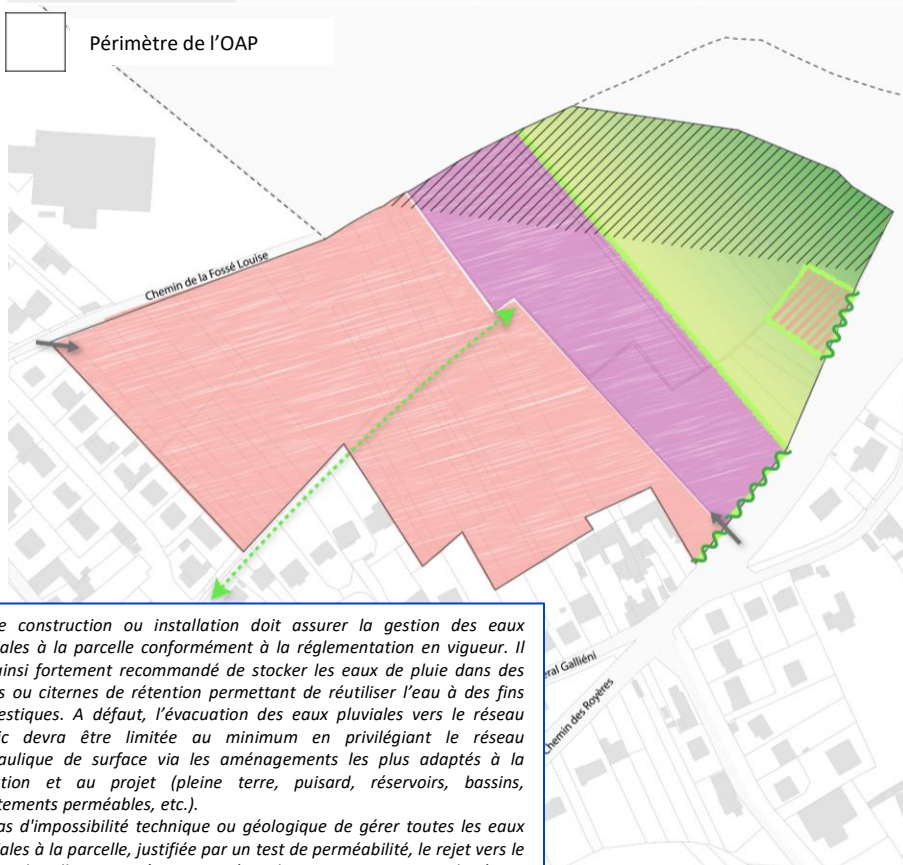 Périmètre de l'OAP
Chemin de la Fossé Louise
éral Galliéni
Chemin des Royères
e construction ou installation doit assurer la gestion des eaux
ales à la parcelle conformément à la réglementation en vigueur. Il
ainsi fortement recommandé de stocker les eaux de pluie dans des
s ou citernes de rétention permettant de réutiliser l'eau à des fins
estiques. A défaut, l'évacuation des eaux pluviales vers le réseau
ic devra être limitée au minimum en privilégiant le réseau
aulique de surface via les aménagements les plus adaptés à la
tion et au projet (pleine terre, puisard, réservoirs, bassins,
tements perméables, etc.).
as d'impossibilité technique ou géologique de gérer toutes les eaux
ales à la parcelle, justifiée par un test de perméabilité, le rejet vers le